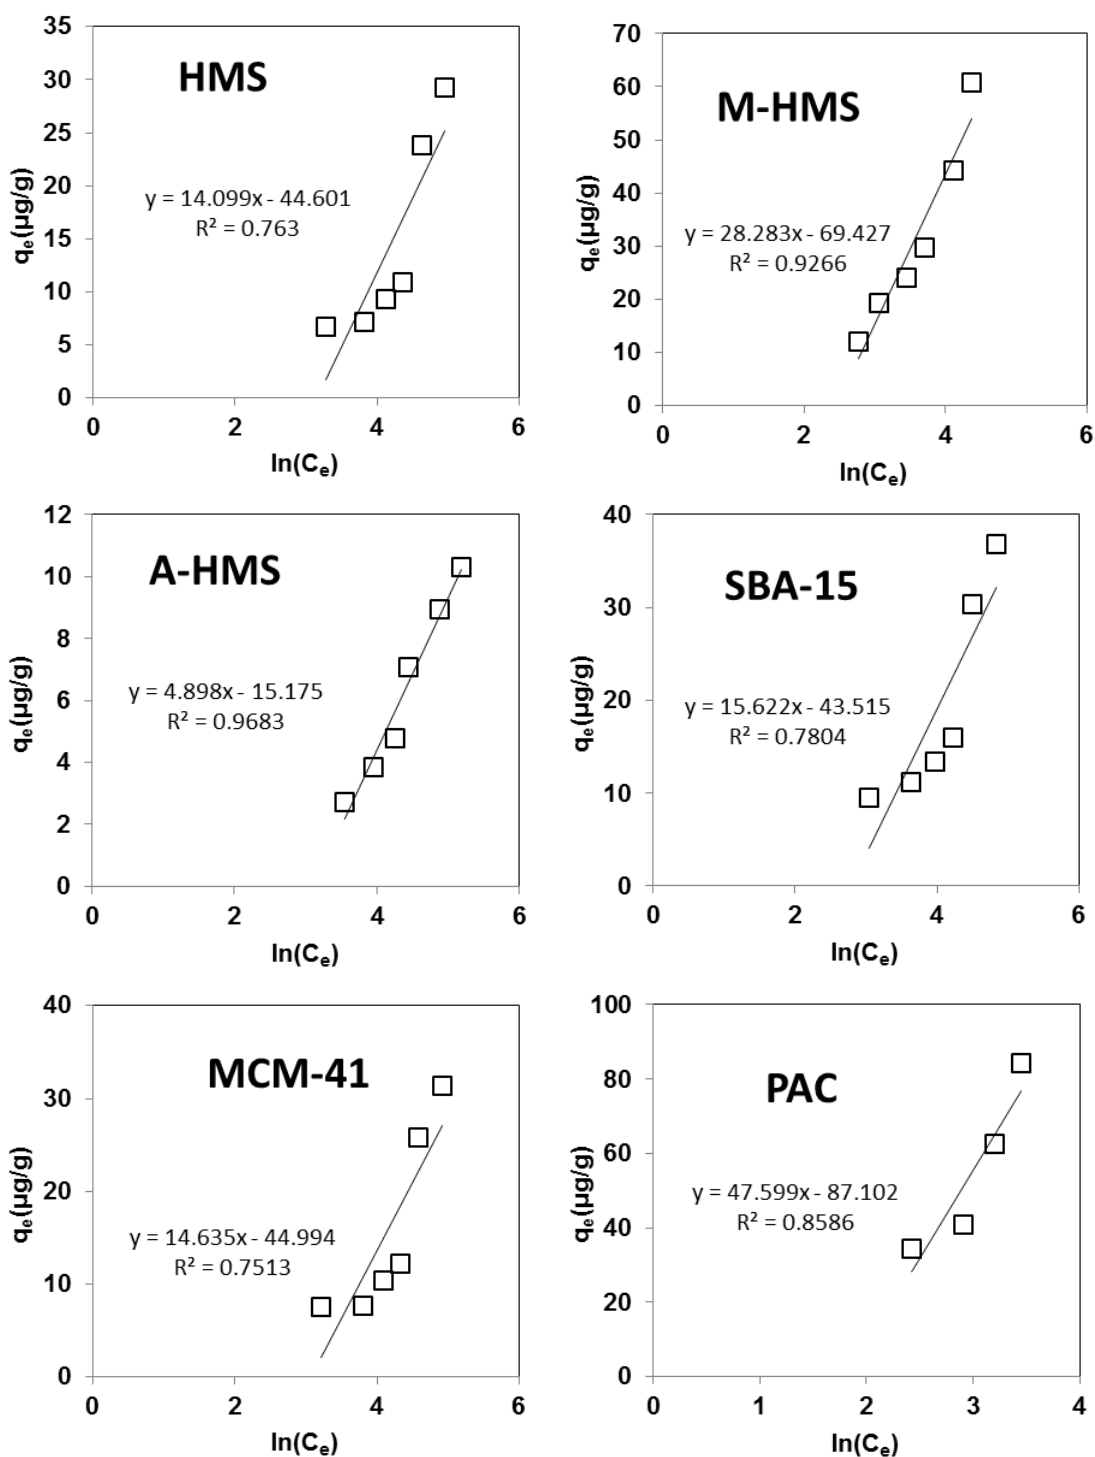 HMS
y = 14.099x - 44.601
R² = 0.763
qₑ(µg/g)
35
30
25
20
15
10
5
0
0 2 4 6
ln(Cₑ)
M-HMS
y = 28.283x - 69.427
R² = 0.9266
qₑ(µg/g)
70
60
50
40
30
20
10
0
0 2 4 6
ln(Cₑ)
A-HMS
y = 4.898x - 15.175
R² = 0.9683
qₑ(µg/g)
12
10
8
6
4
2
0
0 2 4 6
ln(Cₑ)
SBA-15
y = 15.622x - 43.515
R² = 0.7804
qₑ(µg/g)
40
30
20
10
0
0 2 4 6
ln(Cₑ)
MCM-41
y = 14.635x - 44.994
R² = 0.7513
qₑ(µg/g)
40
30
20
10
0
0 2 4 6
ln(Cₑ)
PAC
y = 47.599x - 87.102
R² = 0.8586
qₑ(µg/g)
100
80
60
40
20
0
0 1 2 3 4
ln(Cₑ)